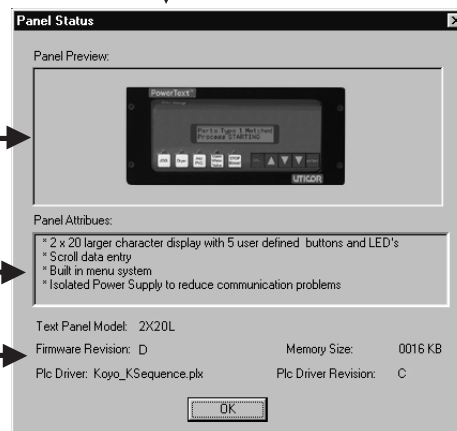 Panel Status
Panel Preview:
PowerText™
Parts Type 1 Matched
Process STARTING
UTICOR
Panel Attribues:
* 2 x 20 larger character display with 5 user defined buttons and LED's
* Scroll data entry
* Built in menu system
* Isolated Power Supply to reduce communication problems
Text Panel Model: 2X20L
Firmware Revision: D Memory Size: 0016 KB
Plc Driver: Koyo_KSequence.plx Plc Driver Revision: C
OK